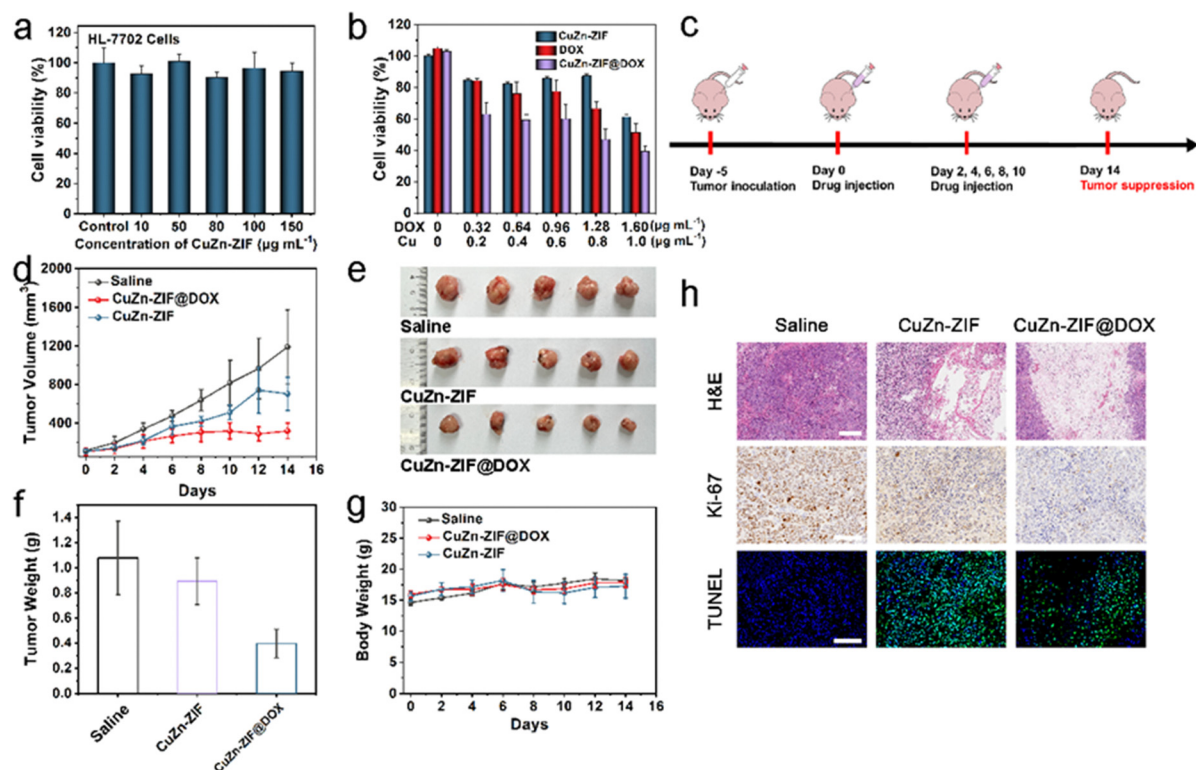 a
HL-7702 Cells
Cell viability (%)
120
100
80
60
40
20
0
Control 10 50 80 100 150
Concentration of CuZn-ZIF (μg mL⁻¹)
b
CuZn-ZIF
DOX
CuZn-ZIF@DOX
Cell viability (%)
120
100
80
60
40
20
0
DOX 0 0.32 0.64 0.96 1.28 1.60 (μg mL⁻¹)
Cu 0 0.2 0.4 0.6 0.8 1.0 (μg mL⁻¹)
c
Day -5
Tumor inoculation
Day 0
Drug injection
Day 2, 4, 6, 8, 10
Drug injection
Day 14
Tumor suppression
d
Saline
CuZn-ZIF@DOX
CuZn-ZIF
Tumor Volume (mm³)
2000
1600
1200
800
400
0 2 4 6 8 10 12 14 16
Days
e
Saline
CuZn-ZIF
CuZn-ZIF@DOX
f
Tumor Weight (g)
1.4
1.2
1.0
0.8
0.6
0.4
0.2
0.0
Saline
CuZn-ZIF
CuZn-ZIF@DOX
g
Saline
CuZn-ZIF@DOX
CuZn-ZIF
Body Weight (g)
30
25
20
15
10
5
0
0 2 4 6 8 10 12 14 16
Days
h
Saline CuZn-ZIF CuZn-ZIF@DOX
H&E
Ki-67
TUNEL